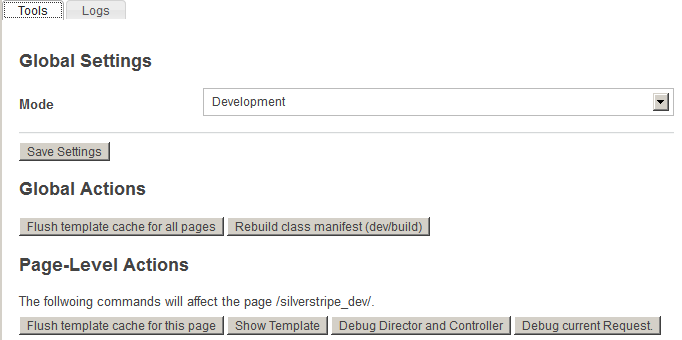 Tools Logs
Global Settings
Mode Development
Save Settings
Global Actions
Flush template cache for all pages Rebuild class manifest (dev/build)
Page-Level Actions
The follwoing commands will affect the page /silverstripe_dev/.
Flush template cache for this page Show Template Debug Director and Controller Debug current Request.